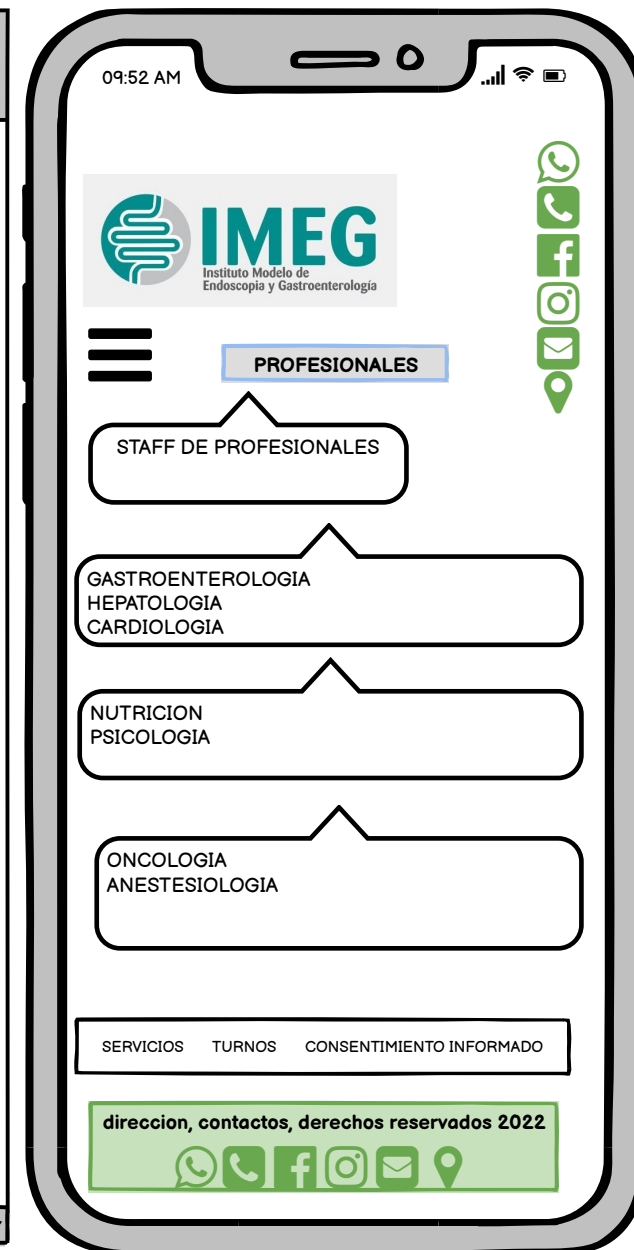 09:52 AM
IMEG
Instituto Modelo de
Endoscopia y Gastroenterología
PROFESIONALES
STAFF DE PROFESIONALES
GASTROENTEROLOGIA
HEPATOLOGIA
CARDIOLOGIA
NUTRICION
PSICOLOGIA
ONCOLOGIA
ANESTESIOLOGIA
SERVICIOS TURNOS CONSENTIMIENTO INFORMADO
direccion, contactos, derechos reservados 2022